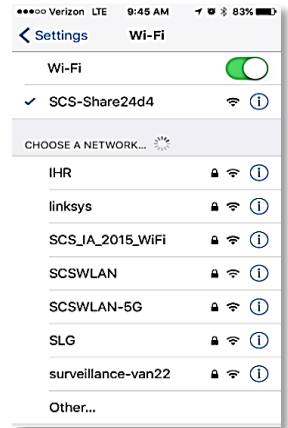 Verizon LTE 9:45 AM 83%
Settings Wi-Fi
Wi-Fi
SCS-Share24d4
CHOOSE A NETWORK...
IHR
linksys
SCS_IA_2015_WiFi
SCSWLAN
SCSWLAN-5G
SLG
surveillance-van22
Other...